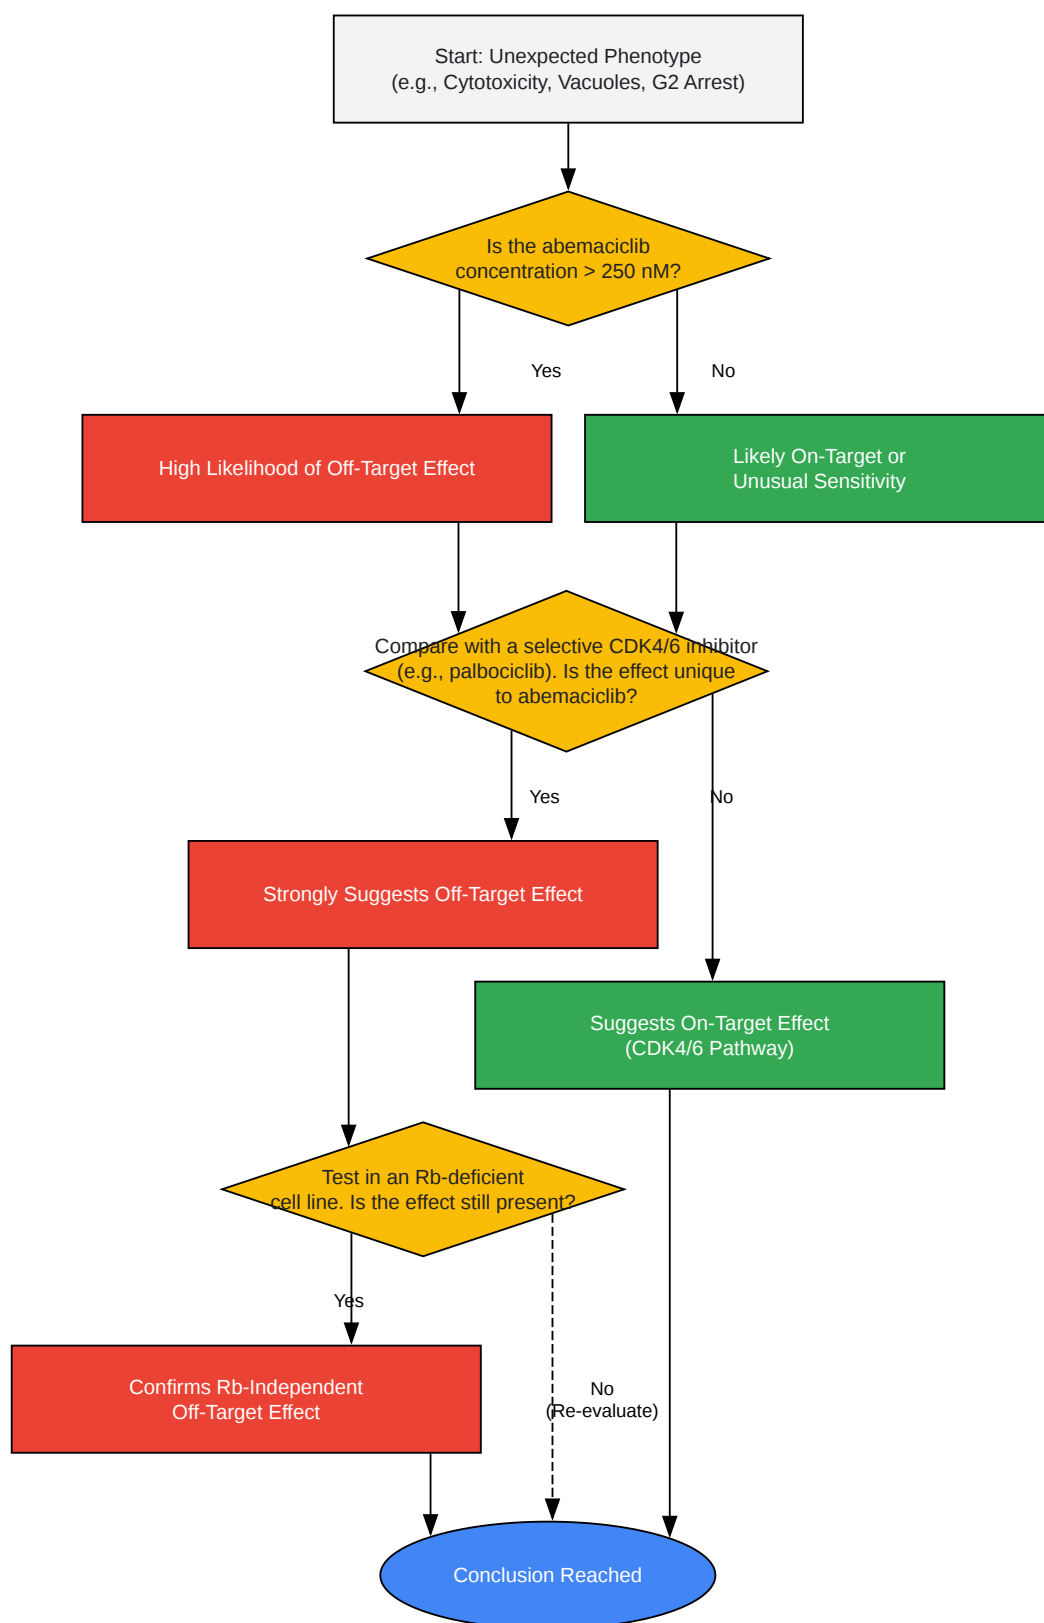 Start: Unexpected Phenotype
(e.g., Cytotoxicity, Vacuoles, G2 Arrest)
Is the abemaciclib
concentration > 250 nM?
Yes
No
High Likelihood of Off-Target Effect
Likely On-Target or
Unusual Sensitivity
Compare with a selective CDK4/6 inhibitor
(e.g., palbociclib). Is the effect unique
to abemaciclib?
Yes
No
Strongly Suggests Off-Target Effect
Suggests On-Target Effect
(CDK4/6 Pathway)
Test in an Rb-deficient
cell line. Is the effect still present?
Yes
Confirms Rb-Independent
Off-Target Effect
No
(Re-evaluate)
Conclusion Reached